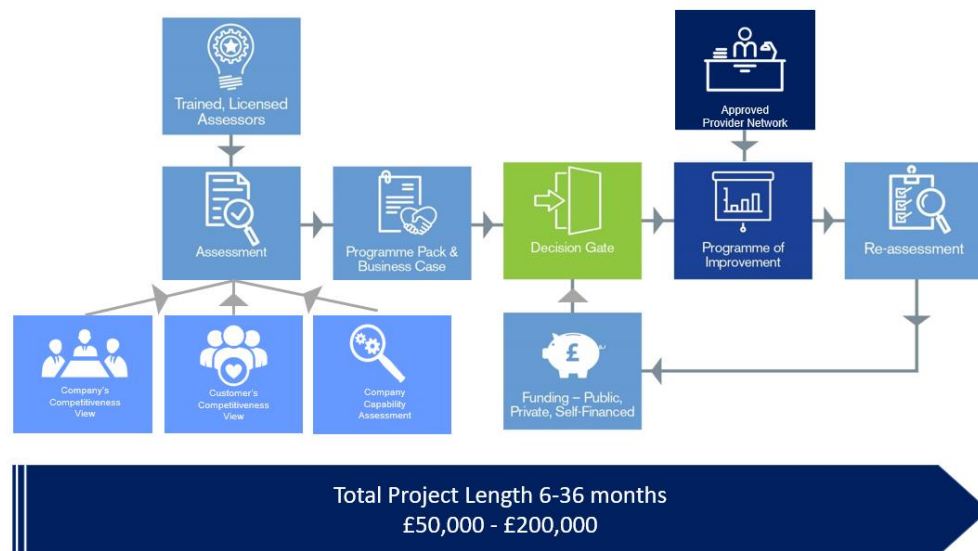 Trained, Licensed
Assessors
Approved
Provider Network
Assessment
Programme Pack &
Business Case
Decision Gate
Programme of
Improvement
Re-assessment
Company's
Competitiveness
View
Customer's
Competitiveness
View
Company
Capability
Assessment
£
Funding – Public,
Private, Self-Financed
Total Project Length 6-36 months
£50,000 - £200,000